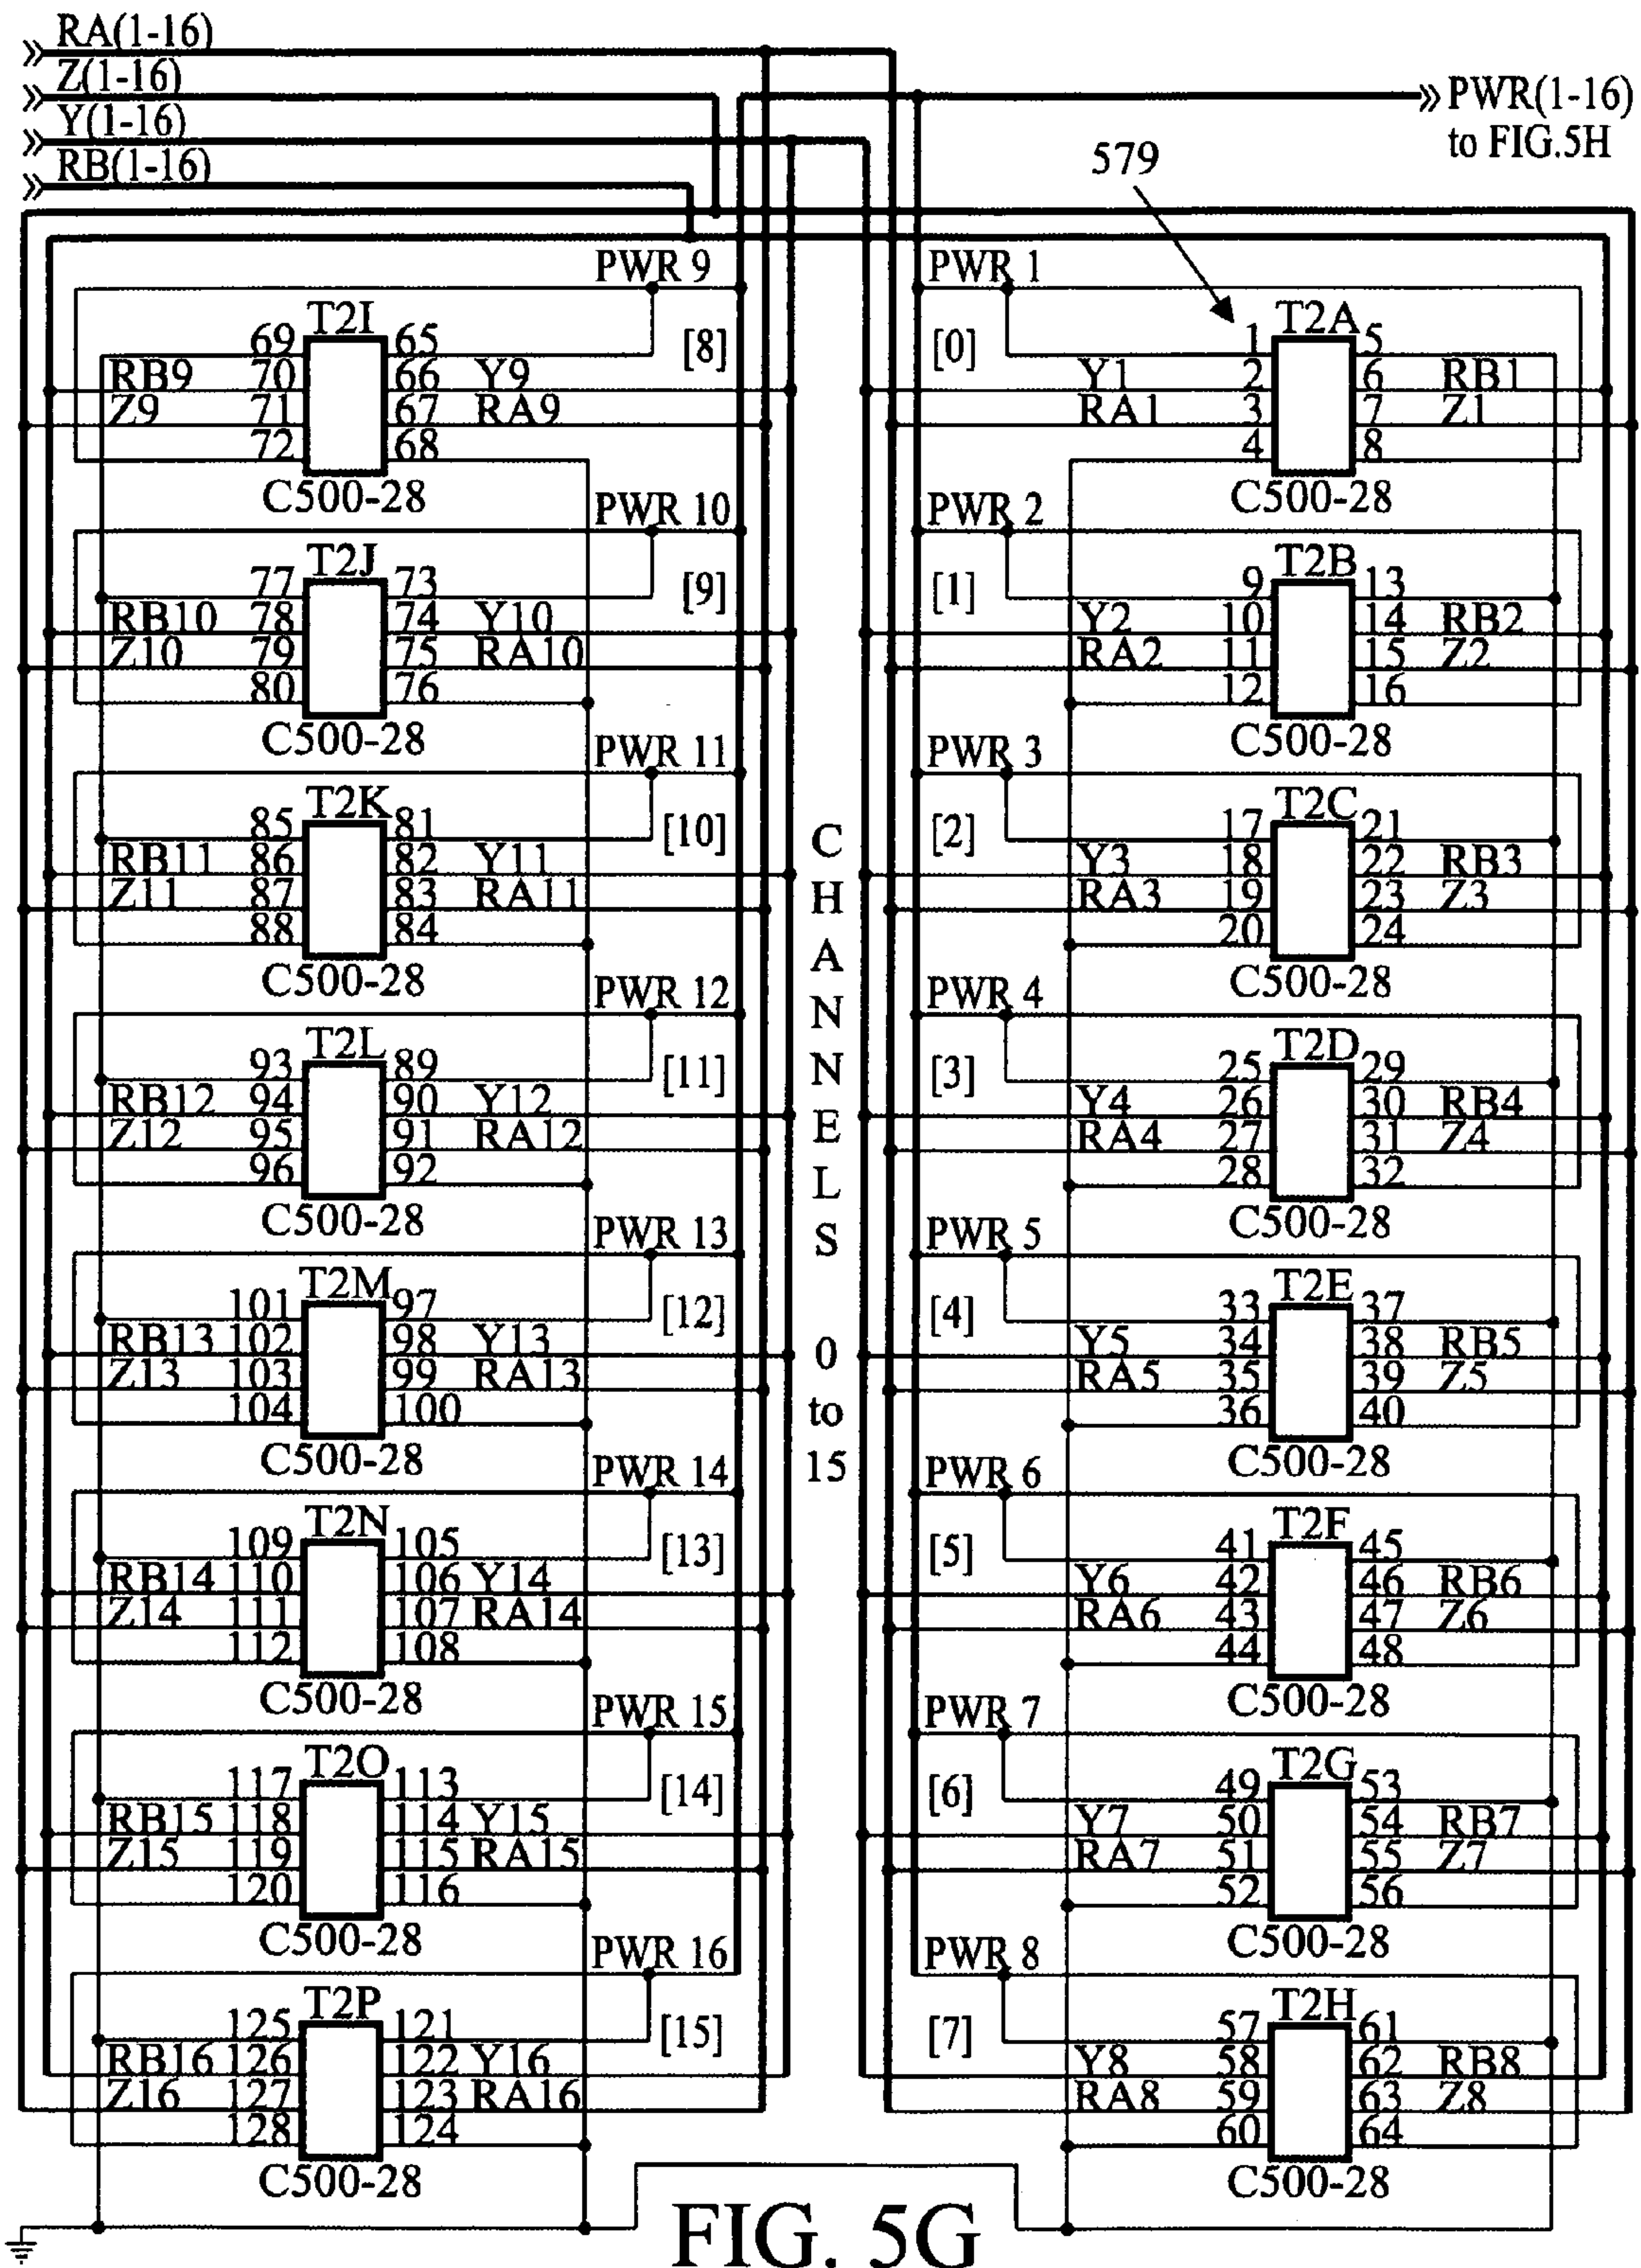 RA(1-16)
Z(1-16)
Y(1-16)
RB(1-16)
PWR(1-16)
to FIG.5H
579
PWR 9
T2I
69 65 [8]
RB9 70 66 Y9
Z9 71 67 RA9
72 68
C500-28
PWR 10
T2J
77 73 [9]
RB10 78 74 Y10
Z10 79 75 RA10
80 76
C500-28
PWR 11
T2K
85 81 [10]
RB11 86 82 Y11
Z11 87 83 RA11
88 84
C500-28
PWR 12
T2L
93 89 [11]
RB12 94 90 Y12
Z12 95 91 RA12
96 92
C500-28
PWR 13
T2M
101 97 [12]
RB13 102 98 Y13
Z13 103 99 RA13
104 100
C500-28
PWR 14
T2N
109 105 [13]
RB14 110 106 Y14
Z14 111 107 RA14
112 108
C500-28
PWR 15
T2O
117 113 [14]
RB15 118 114 Y15
Z15 119 115 RA15
120 116
C500-28
PWR 16
T2P
125 121 [15]
RB16 126 122 Y16
Z16 127 123 RA16
128 124
C500-28
CHANNELS 0 to 15
PWR 1
T2A
[0] 1 5
Y1 2 6 RB1
RA1 3 7 Z1
4 8
C500-28
PWR 2
T2B
[1] 9 13
Y2 10 14 RB2
RA2 11 15 Z2
12 16
C500-28
PWR 3
T2C
[2] 17 21
Y3 18 22 RB3
RA3 19 23 Z3
20 24
C500-28
PWR 4
T2D
[3] 25 29
Y4 26 30 RB4
RA4 27 31 Z4
28 32
C500-28
PWR 5
T2E
[4] 33 37
Y5 34 38 RB5
RA5 35 39 Z5
36 40
C500-28
PWR 6
T2F
[5] 41 45
Y6 42 46 RB6
RA6 43 47 Z6
44 48
C500-28
PWR 7
T2G
[6] 49 53
Y7 50 54 RB7
RA7 51 55 Z7
52 56
C500-28
PWR 8
T2H
[7] 57 61
Y8 58 62 RB8
RA8 59 63 Z8
60 64
C500-28
FIG. 5G